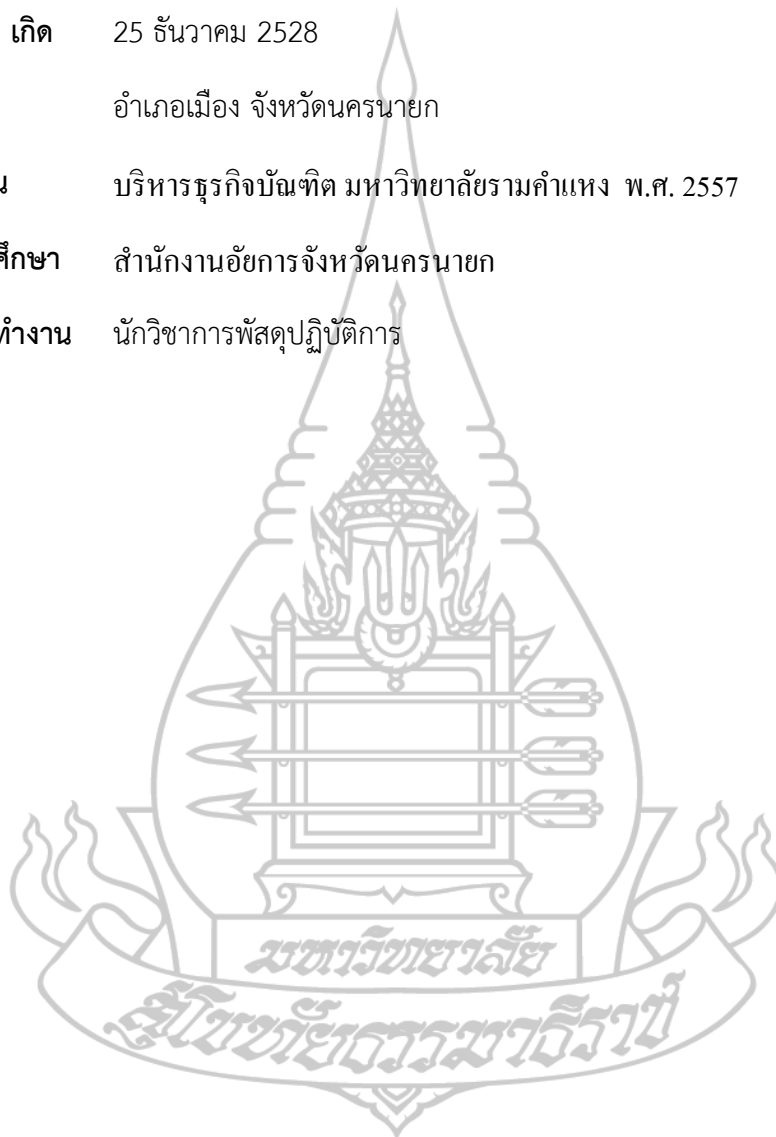 เกิด 25 ธันวาคม 2528
อำเภอเมือง จังหวัดนครนายก
น บริหารธุรกิจบัณฑิต มหาวิทยาลัยรามคำแหง พ.ศ. 2557
ศึกษา สำนักงานอัยการจังหวัดนครนายก
ทำงาน นักวิชาการพัสดุปฏิบัติการ
มหาวิทยาลัย
สุโขทัยธรรมาธิราช